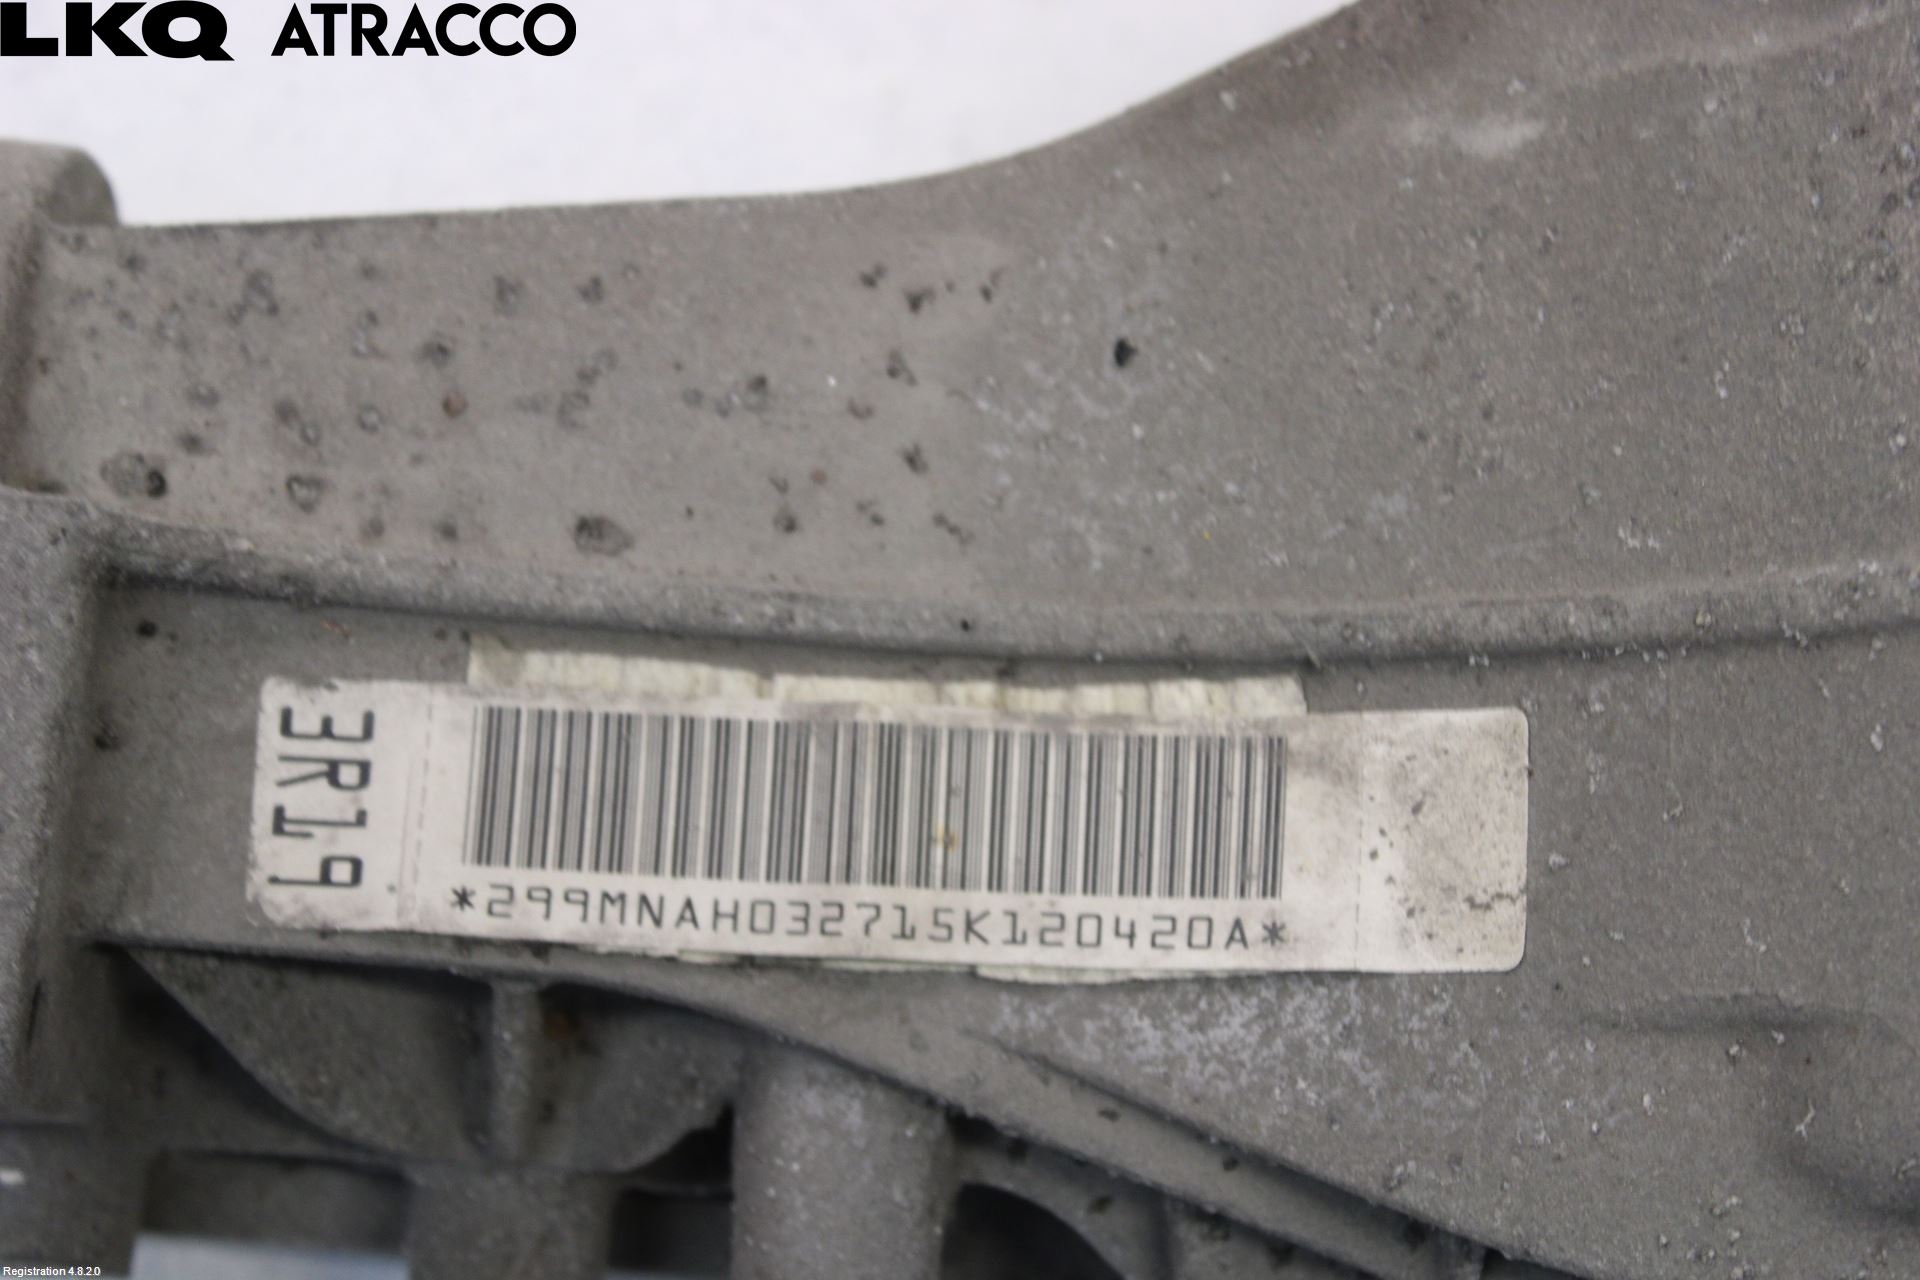 LKQ ATRACCO
3R19
*299MNAH032715K120420A*
Registration 4.8.2.0